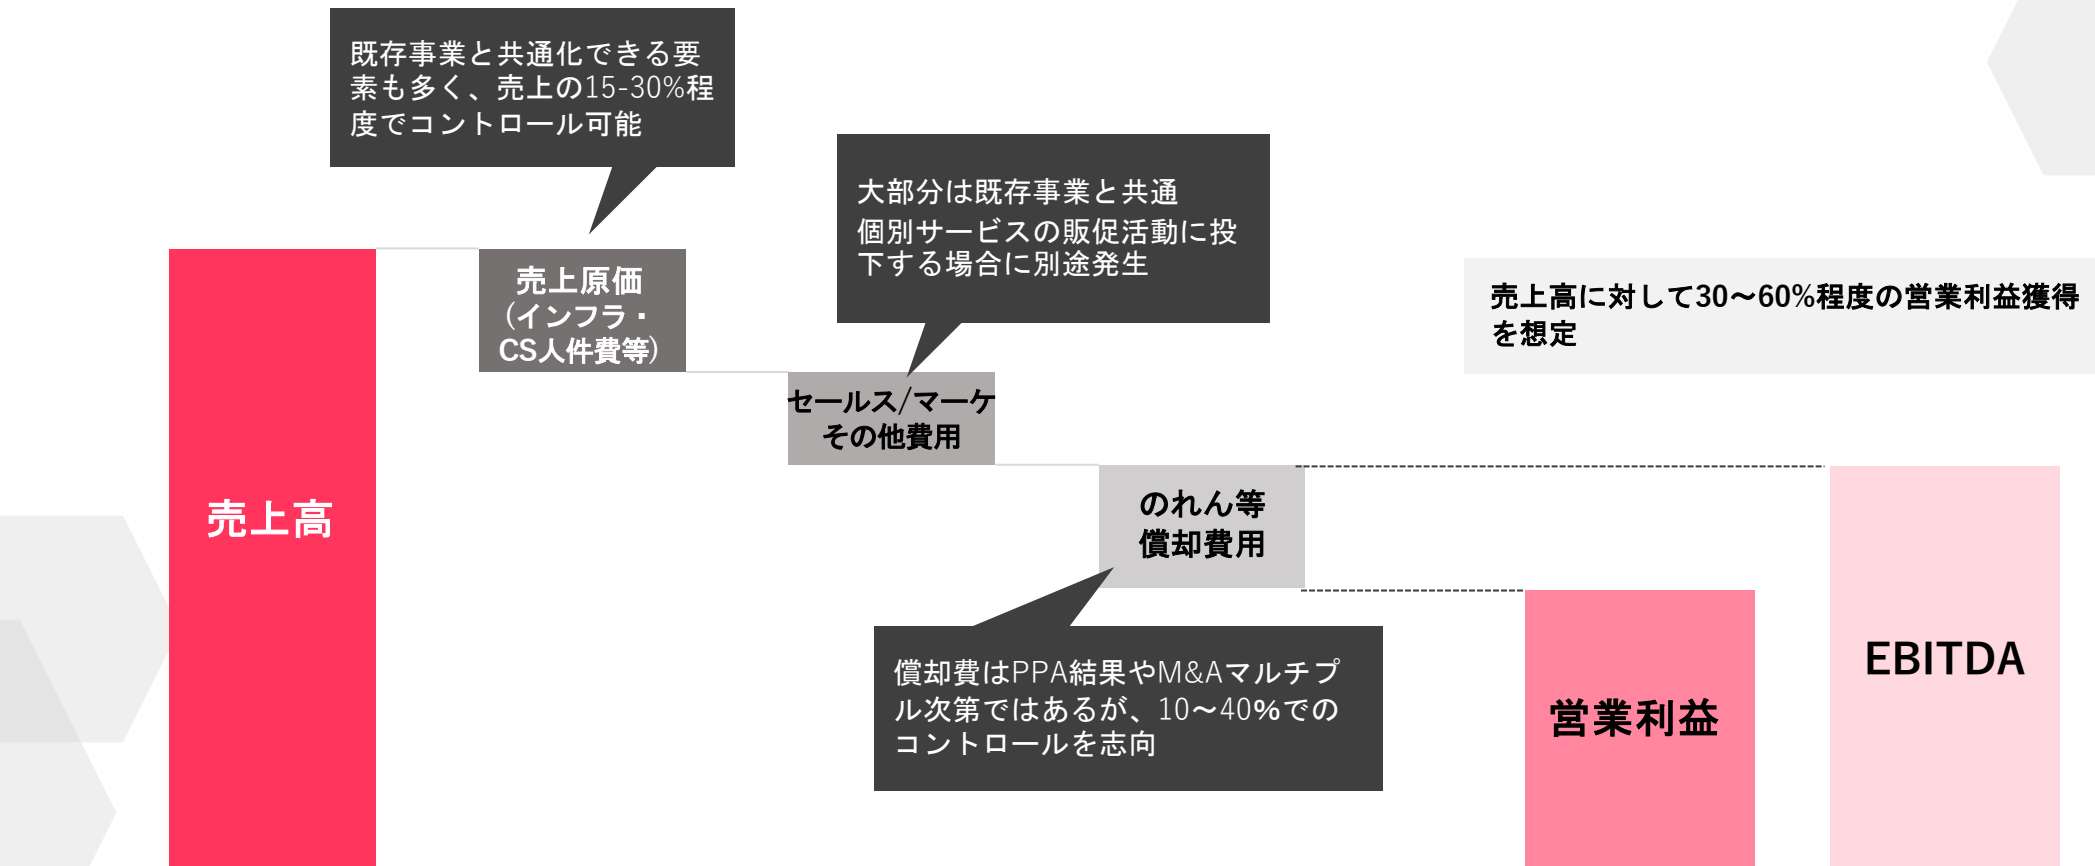 既存事業と共通化できる要
素も多く、売上の15-30%程
度でコントロール可能
大部分は既存事業と共通
個別サービスの販促活動に投
下する場合に別途発生
売上原価
(インフラ・
CS人件費等)
売上高に対して30〜60%程度の営業利益獲得
を想定
セールス/マーケ
その他費用
売上高
のれん等
償却費用
償却費はPPA結果やM&Aマルチプ
ル次第ではあるが、10〜40%での
コントロールを志向
営業利益
EBITDA